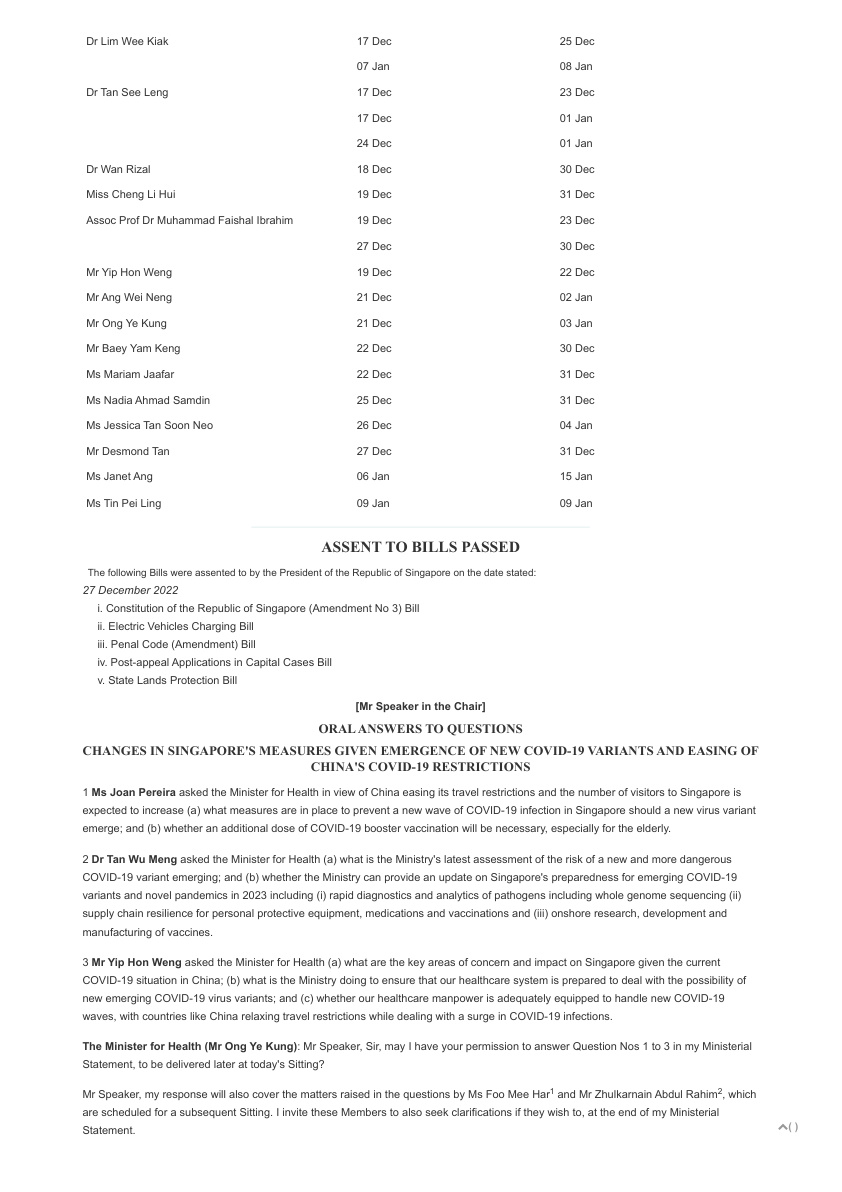 Dr Lim Wee Kiak 17 Dec 25 Dec
07 Jan 08 Jan
Dr Tan See Leng 17 Dec 23 Dec
17 Dec 01 Jan
24 Dec 01 Jan
Dr Wan Rizal 18 Dec 30 Dec
Miss Cheng Li Hui 19 Dec 31 Dec
Assoc Prof Dr Muhammad Faishal Ibrahim 19 Dec 23 Dec
27 Dec 30 Dec
Mr Yip Hon Weng 19 Dec 22 Dec
Mr Ang Wei Neng 21 Dec 02 Jan
Mr Ong Ye Kung 21 Dec 03 Jan
Mr Baey Yam Keng 22 Dec 30 Dec
Ms Mariam Jaafar 22 Dec 31 Dec
Ms Nadia Ahmad Samdin 25 Dec 31 Dec
Ms Jessica Tan Soon Neo 26 Dec 04 Jan
Mr Desmond Tan 27 Dec 31 Dec
Ms Janet Ang 06 Jan 15 Jan
Ms Tin Pei Ling 09 Jan 09 Jan
ASSENT TO BILLS PASSED
The following Bills were assented to by the President of the Republic of Singapore on the date stated:
27 December 2022
i. Constitution of the Republic of Singapore (Amendment No 3) Bill
ii. Electric Vehicles Charging Bill
iii. Penal Code (Amendment) Bill
iv. Post-appeal Applications in Capital Cases Bill
v. State Lands Protection Bill
[Mr Speaker in the Chair]
ORAL ANSWERS TO QUESTIONS
CHANGES IN SINGAPORE'S MEASURES GIVEN EMERGENCE OF NEW COVID-19 VARIANTS AND EASING OF
CHINA'S COVID-19 RESTRICTIONS
1 Ms Joan Pereira asked the Minister for Health in view of China easing its travel restrictions and the number of visitors to Singapore is
expected to increase (a) what measures are in place to prevent a new wave of COVID-19 infection in Singapore should a new virus variant
emerge; and (b) whether an additional dose of COVID-19 booster vaccination will be necessary, especially for the elderly.
2 Dr Tan Wu Meng asked the Minister for Health (a) what is the Ministry's latest assessment of the risk of a new and more dangerous
COVID-19 variant emerging; and (b) whether the Ministry can provide an update on Singapore's preparedness for emerging COVID-19
variants and novel pandemics in 2023 including (i) rapid diagnostics and analytics of pathogens including whole genome sequencing (ii)
supply chain resilience for personal protective equipment, medications and vaccinations and (iii) onshore research, development and
manufacturing of vaccines.
3 Mr Yip Hon Weng asked the Minister for Health (a) what are the key areas of concern and impact on Singapore given the current
COVID-19 situation in China; (b) what is the Ministry doing to ensure that our healthcare system is prepared to deal with the possibility of
new emerging COVID-19 virus variants; and (c) whether our healthcare manpower is adequately equipped to handle new COVID-19
waves, with countries like China relaxing travel restrictions while dealing with a surge in COVID-19 infections.
The Minister for Health (Mr Ong Ye Kung): Mr Speaker, Sir, may I have your permission to answer Question Nos 1 to 3 in my Ministerial
Statement, to be delivered later at today's Sitting?
Mr Speaker, my response will also cover the matters raised in the questions by Ms Foo Mee Har1 and Mr Zhulkarnain Abdul Rahim2, which
are scheduled for a subsequent Sitting. I invite these Members to also seek clarifications if they wish to, at the end of my Ministerial
Statement.
( )